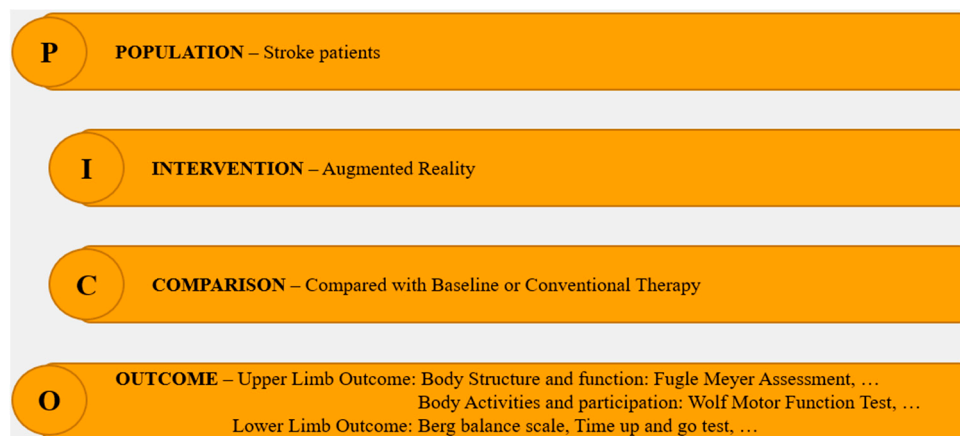 P
POPULATION – Stroke patients
I
INTERVENTION – Augmented Reality
C
COMPARISON – Compared with Baseline or Conventional Therapy
O
OUTCOME – Upper Limb Outcome: Body Structure and function: Fugle Meyer Assessment, …
Body Activities and participation: Wolf Motor Function Test, …
Lower Limb Outcome: Berg balance scale, Time up and go test, …